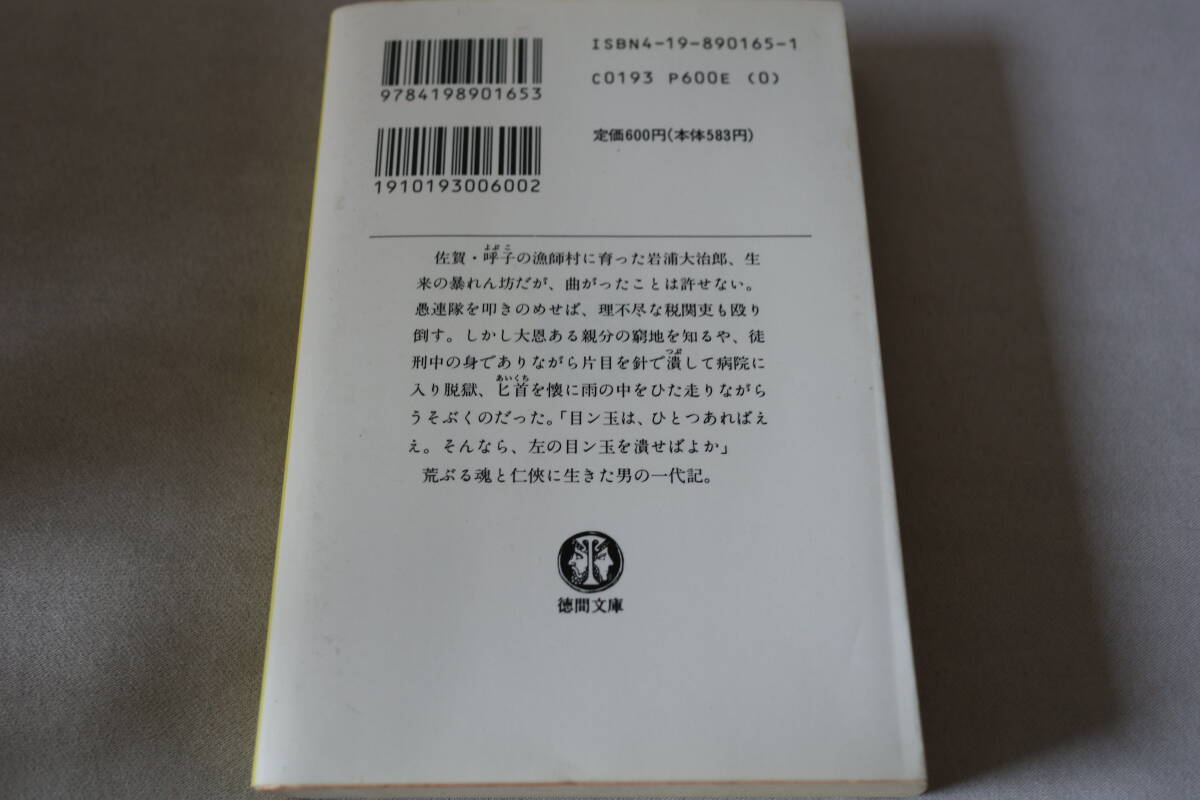 ISBN4-19-890165-1
9784198901653
C0193 P600E (0)
定価600円(本体583円)
1910193006002
佐賀・呼子の漁師村に育った岩浦大治郎、生
よぶこ
来の暴れん坊だが、曲がったことは許せない。
愚連隊を叩きのめせば、理不尽な税関吏も殴り
倒す。しかし大恩ある親分の窮地を知るや、徒
刑中の身でありながら片目を針で潰して病院に
つぶ
入り脱獄、匕首を懐に雨の中をひた走りながら
あいくち
うそぶくのだった。「目ン玉は、ひとつあればえ
え。そんなら、左の目ン玉を潰せばよか」
荒ぶる魂と仁俠に生きた男の一代記。
徳間文庫